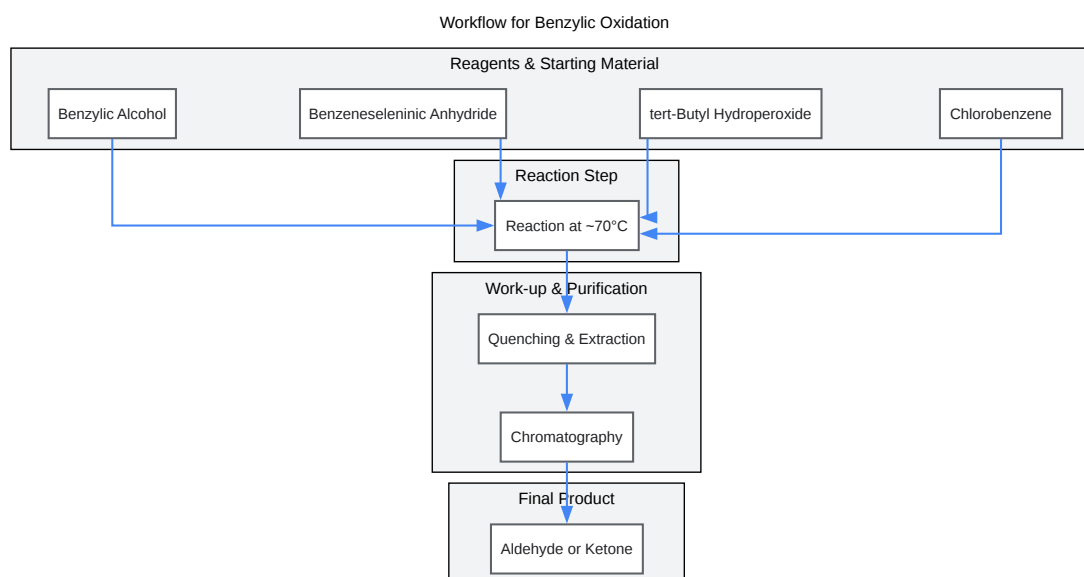 Workflow for Benzylic Oxidation
Reagents & Starting Material
Benzylic Alcohol
Benzeneseleninic Anhydride
tert-Butyl Hydroperoxide
Chlorobenzene
Reaction Step
Reaction at ~70°C
Work-up & Purification
Quenching & Extraction
Chromatography
Final Product
Aldehyde or Ketone